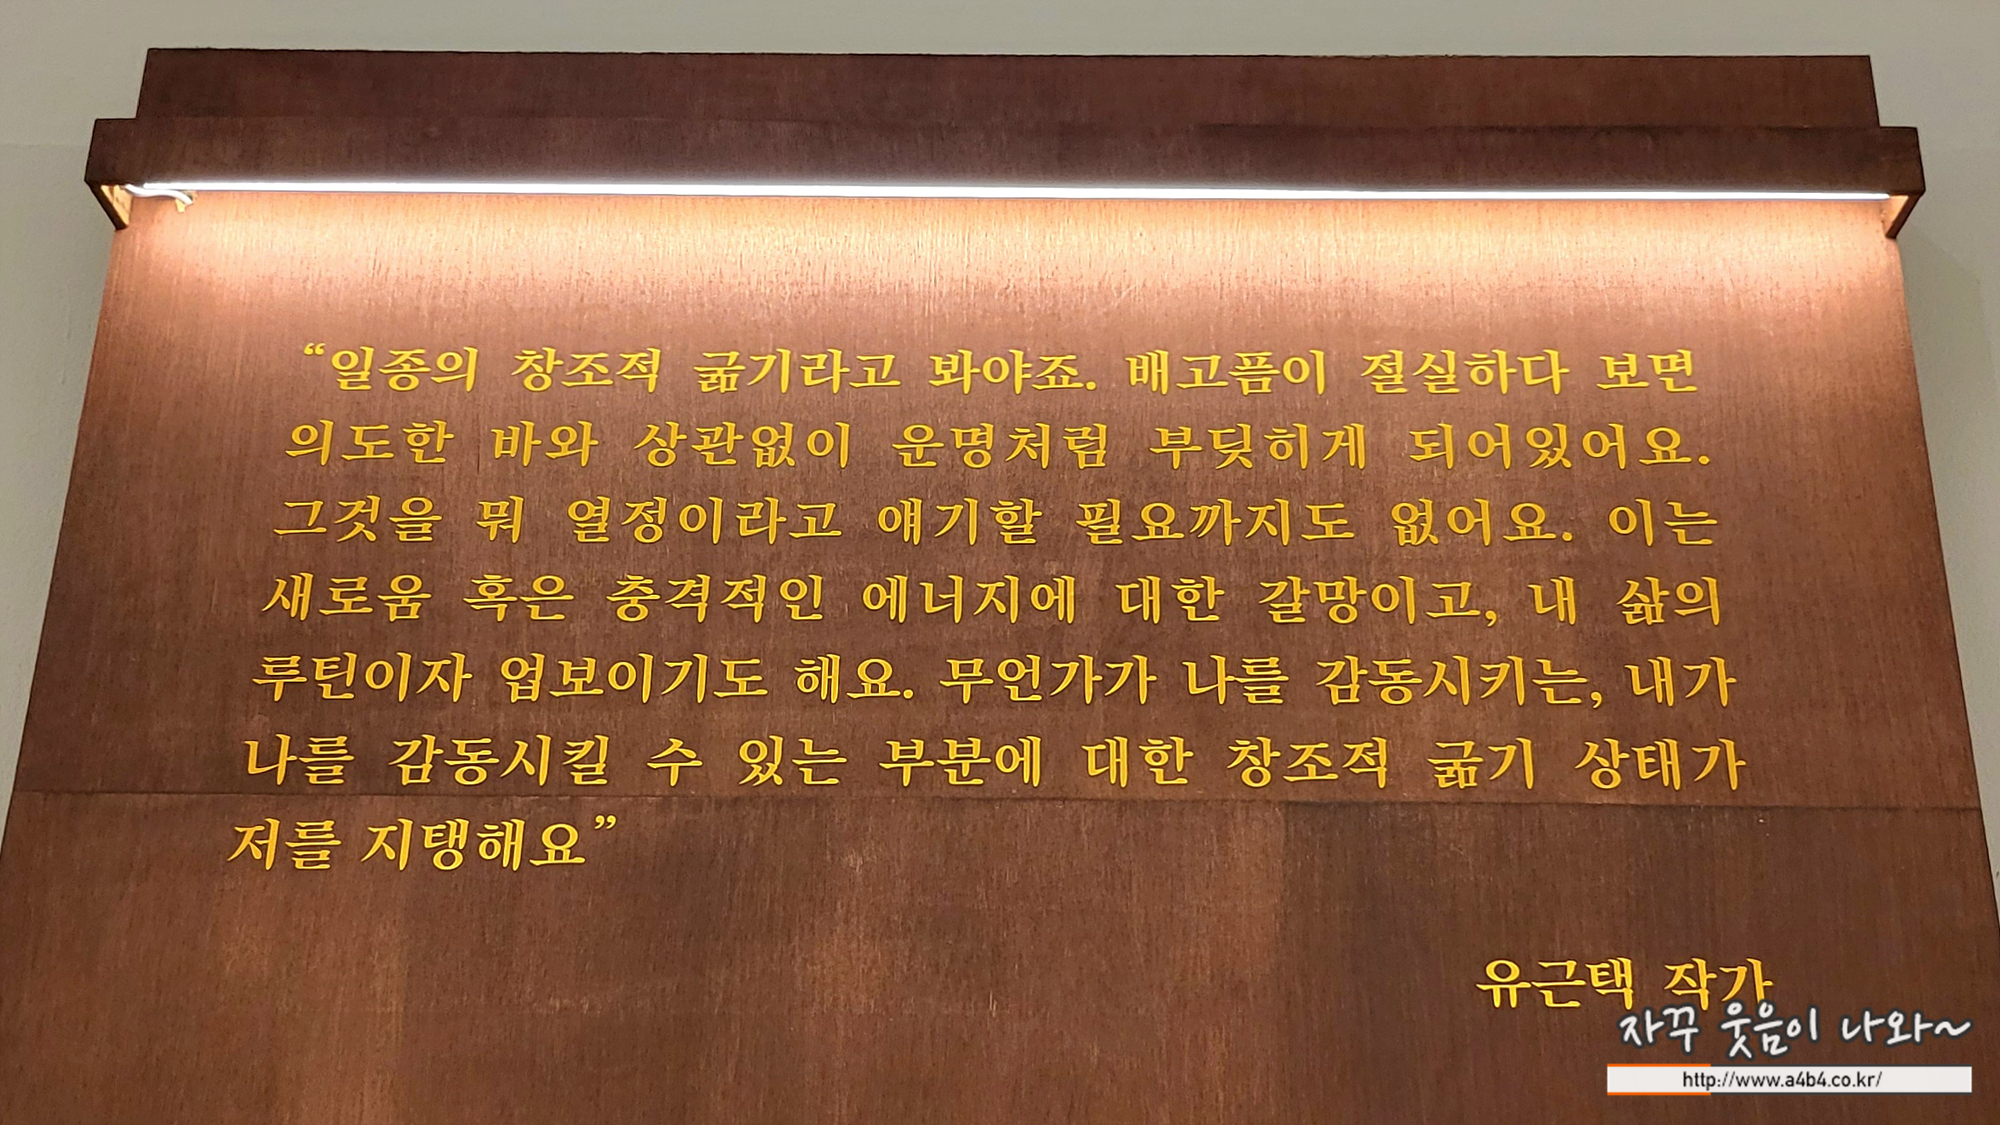 “일종의 창조적 굶기라고 봐야죠. 배고픔이 절실하다 보면
의도한 바와 상관없이 운명처럼 부딪히게 되어있어요.
그것을 뭐 열정이라고 얘기할 필요까지도 없어요. 이는
새로움 혹은 충격적인 에너지에 대한 갈망이고, 내 삶의
루틴이자 업보이기도 해요. 무언가가 나를 감동시키는, 내가
나를 감동시킬 수 있는 부분에 대한 창조적 굶기 상태가
저를 지탱해요”
유근택 작가
자꾸 웃음이 나와~
http://www.a4b4.co.kr/